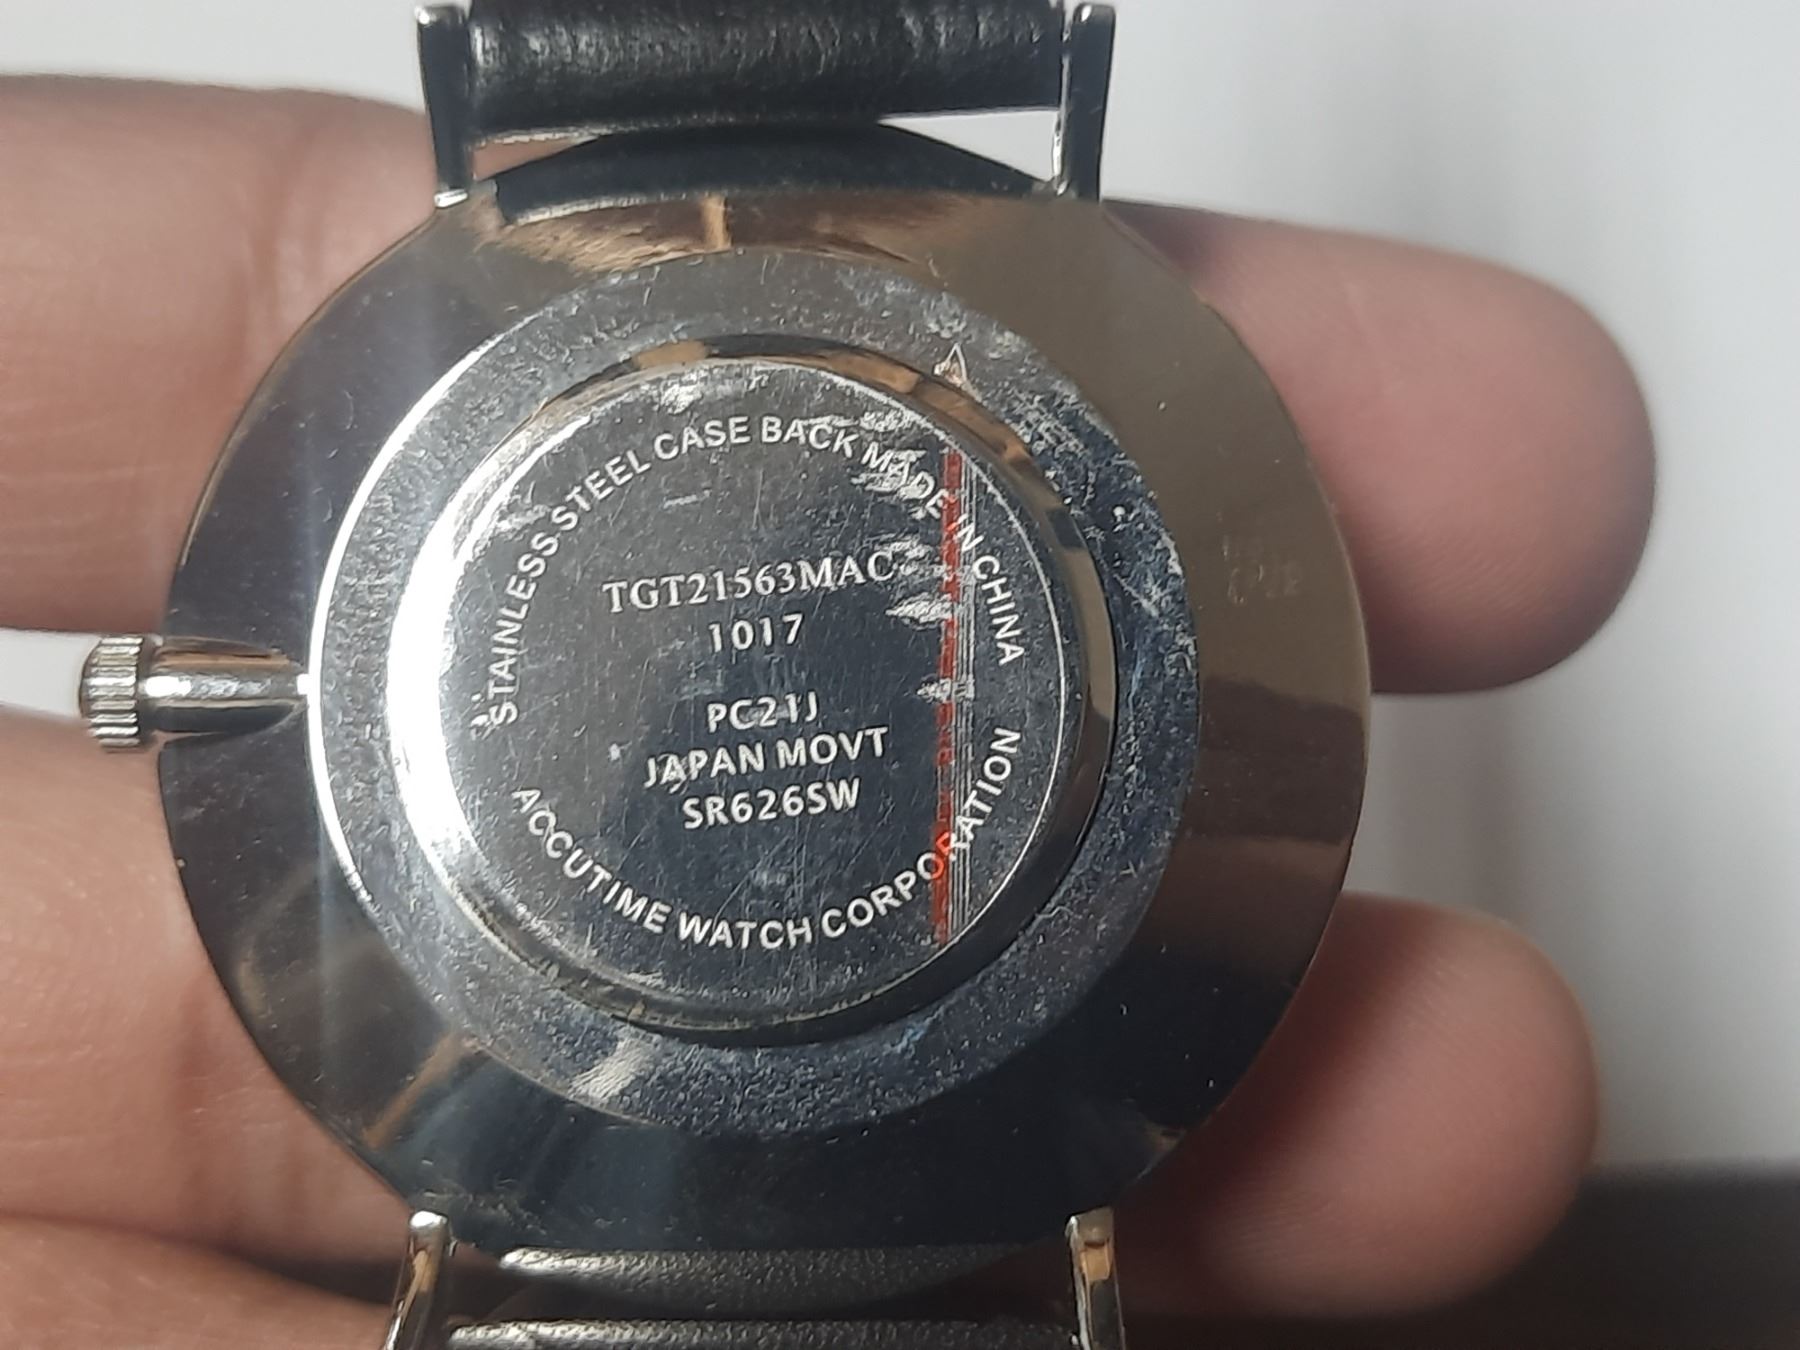 STAINLESS STEEL CASE BACK MADE IN CHINA
TGT21563MAC
1017
PC21J
JAPAN MOVT
SR626SW
ACCUTIME WATCH CORPORATION